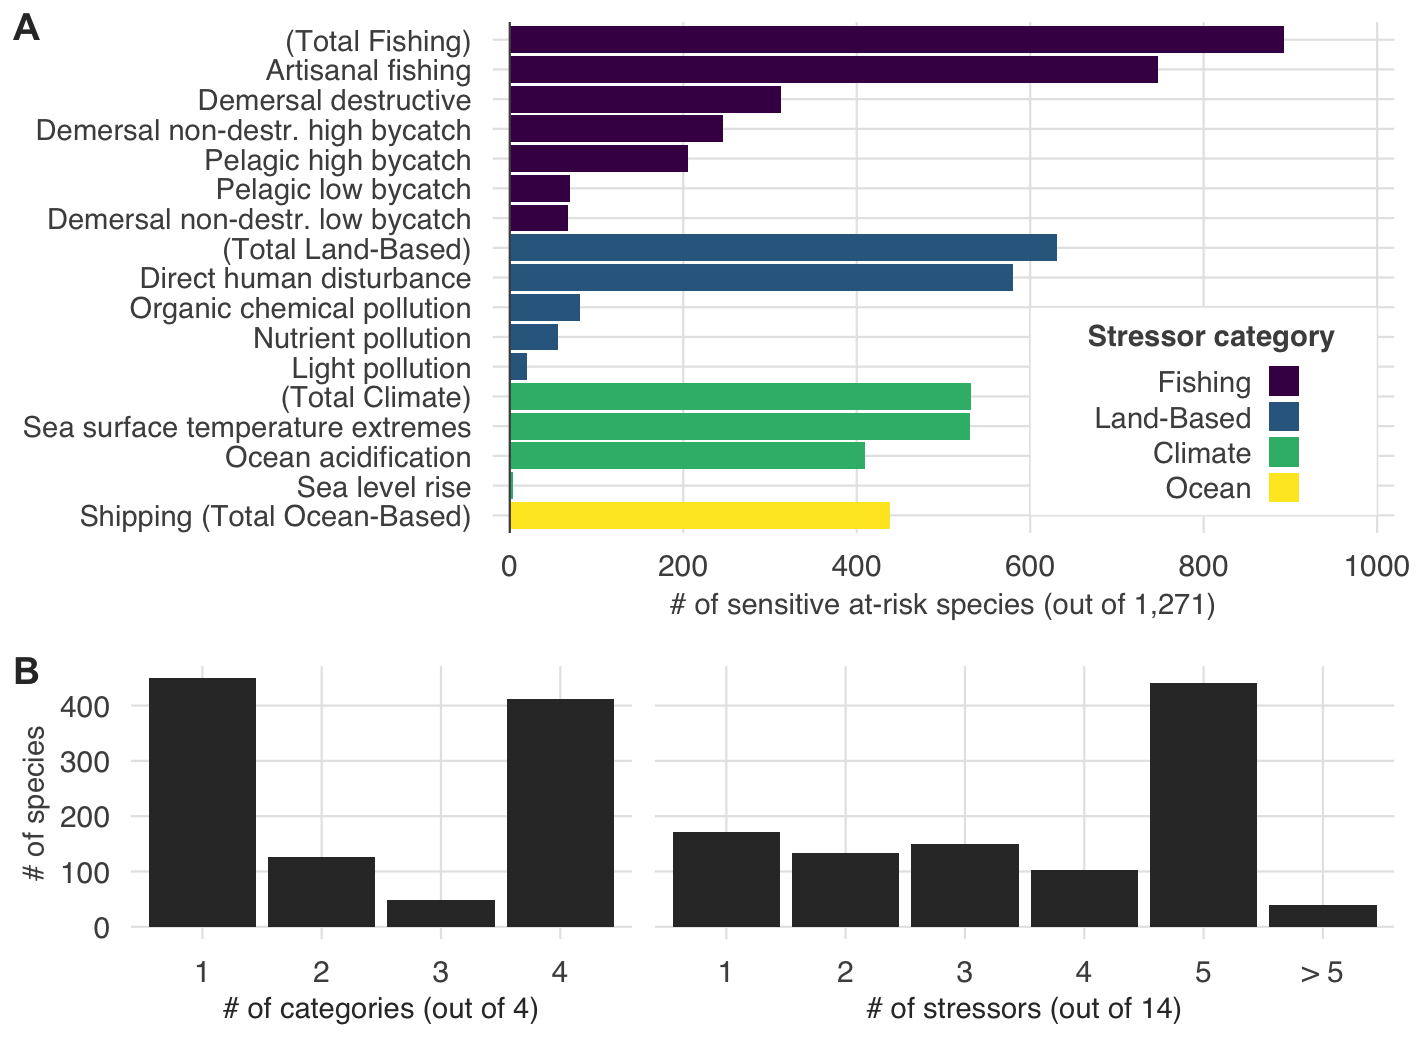 A
(Total Fishing)
Artisanal fishing
Demersal destructive
Demersal non-destr. high bycatch
Pelagic high bycatch
Pelagic low bycatch
Demersal non-destr. low bycatch
(Total Land-Based)
Direct human disturbance
Organic chemical pollution
Nutrient pollution
Light pollution
(Total Climate)
Sea surface temperature extremes
Ocean acidification
Sea level rise
Shipping (Total Ocean-Based)
Stressor category
Fishing
Land-Based
Climate
Ocean
0 200 400 600 800 1000
# of sensitive at-risk species (out of 1,271)
B
# of species
400
300
200
100
0
1 2 3 4
# of categories (out of 4)
1 2 3 4 5 > 5
# of stressors (out of 14)